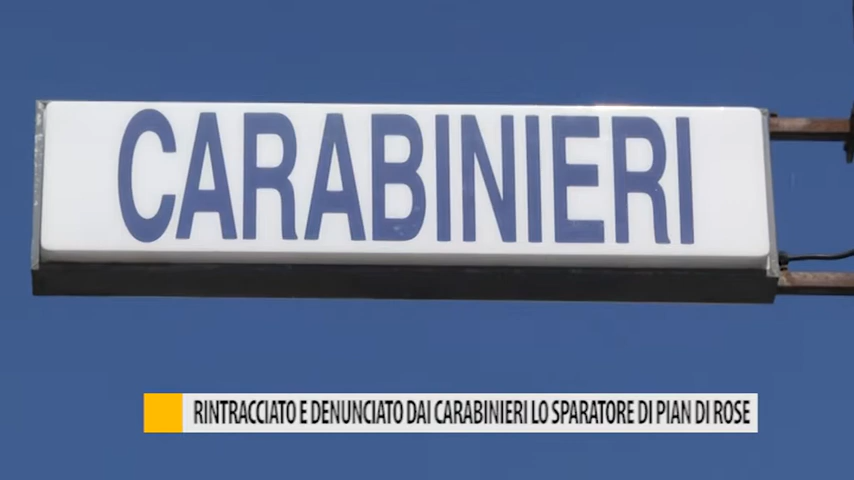 CARABINIERI
RINTRACCIATO E DENUNCIATO DAI CARABINIERI LO SPARATORE DI PIAN DI ROSE